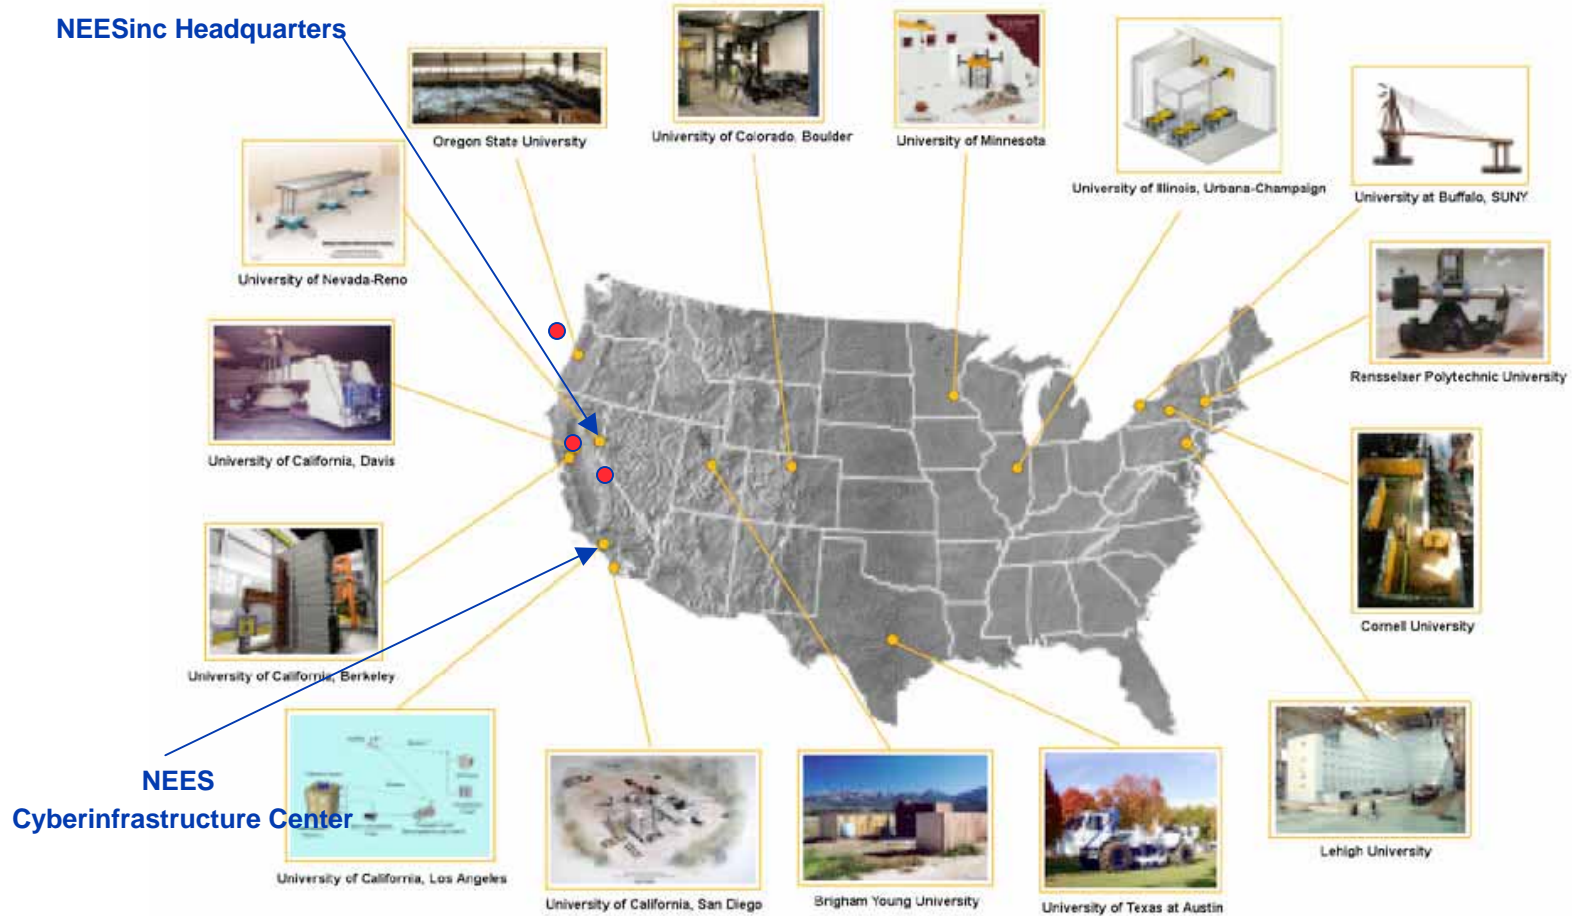 NEESinc Headquarters
Oregon State University
University of Colorado, Boulder
University of Minnesota
University of Illinois, Urbana-Champaign
University at Buffalo, SUNY
University of Nevada-Reno
Rensselaer Polytechnic University
University of California, Davis
Cornell University
University of California, Berkeley
NEES
Cyberinfrastructure Center
University of California, Los Angeles
University of California, San Diego
Brigham Young University
University of Texas at Austin
Lehigh University